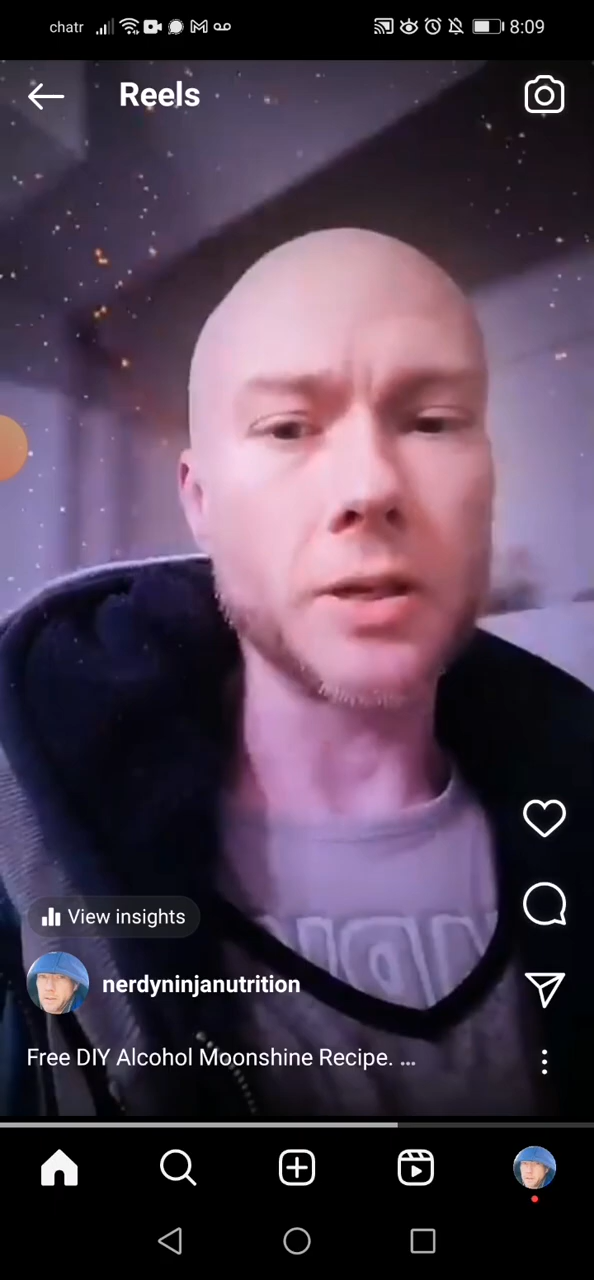 chatr 8:09
Reels
View insights
nerdyninjanutrition
Free DIY Alcohol Moonshine Recipe. ...